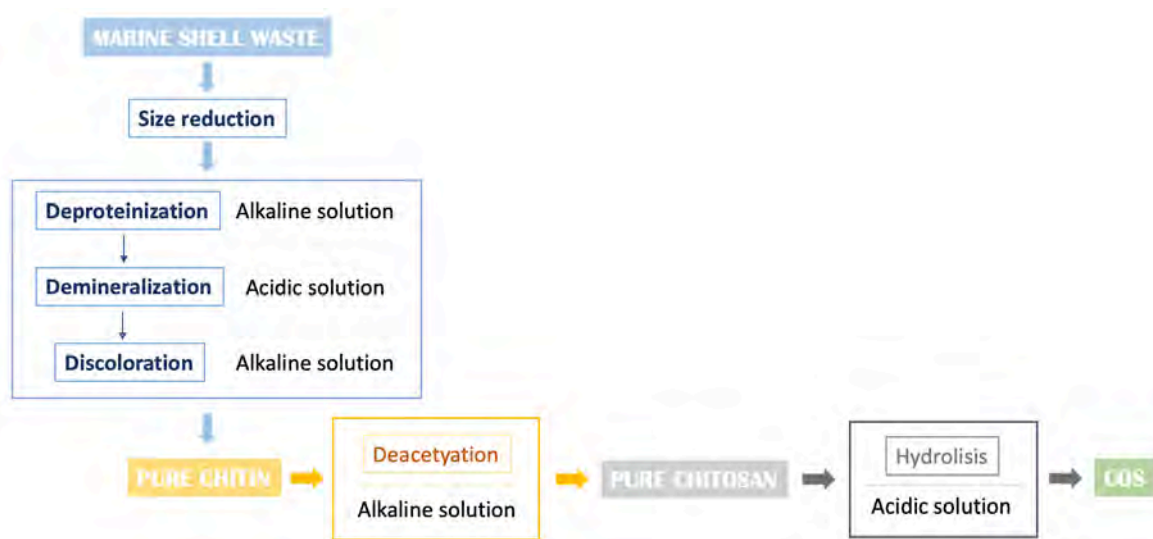 MARINE SHELL WASTE
Size reduction
Deproteinization Alkaline solution
Demineralization Acidic solution
Discoloration Alkaline solution
PURE CHITIN
Deacetyation
Alkaline solution
PURE CHITOSAN
Hydrolisis
Acidic solution
COS